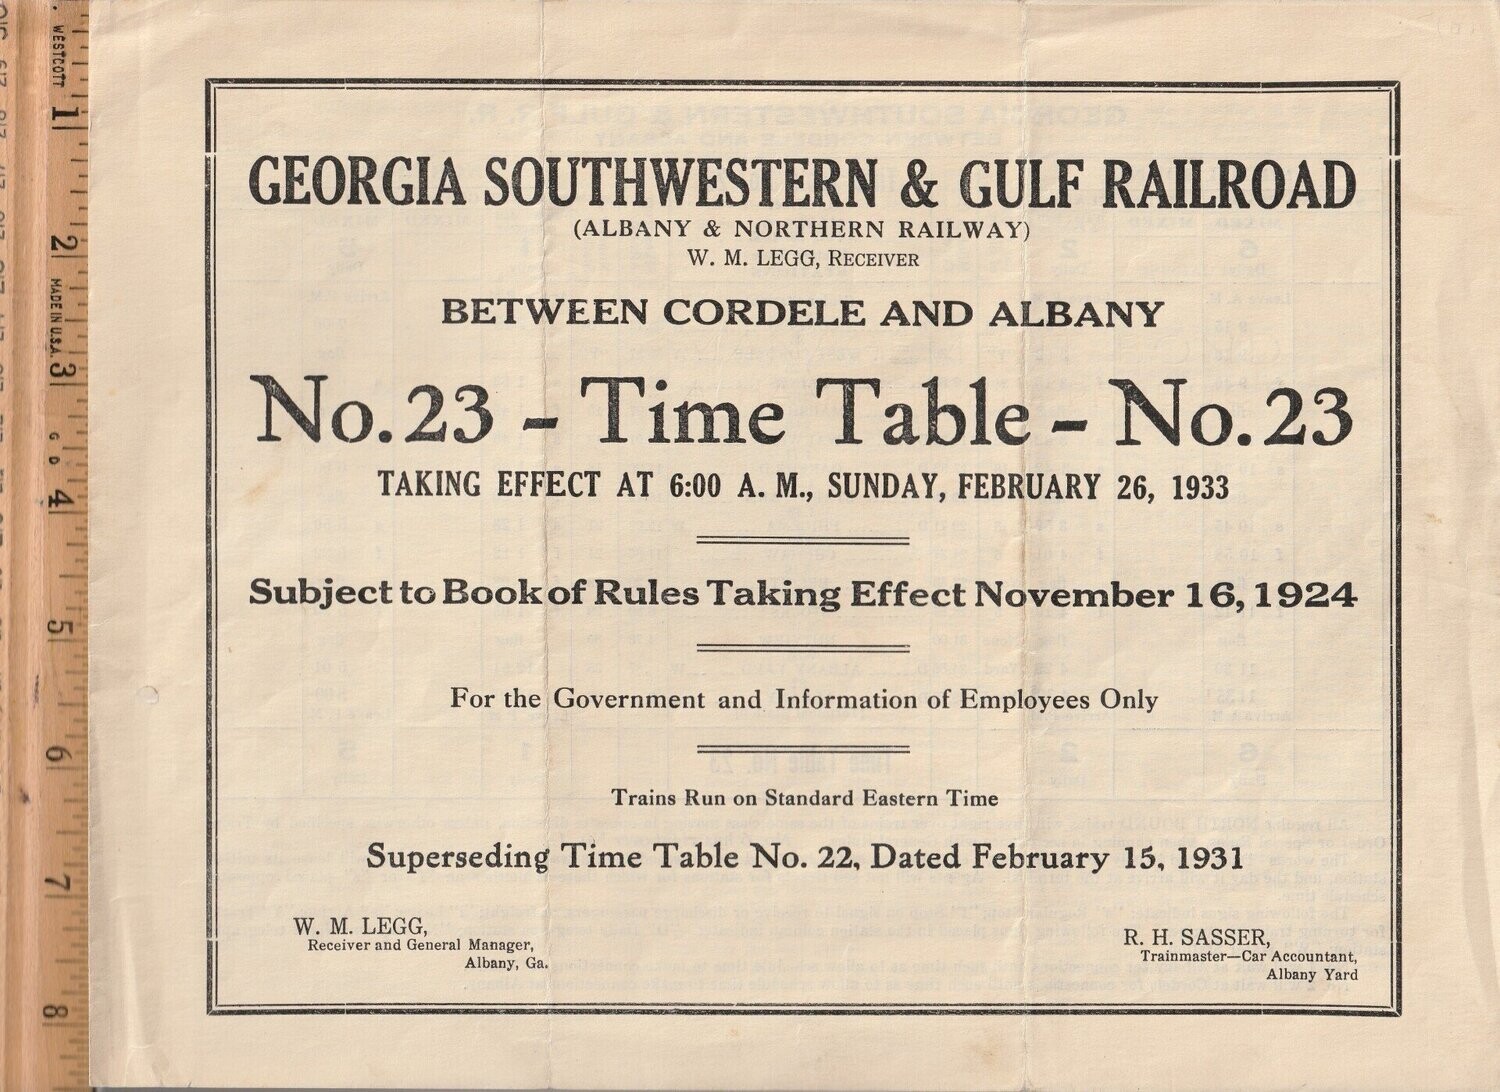 GEORGIA SOUTHWESTERN & GULF RAILROAD
(ALBANY & NORTHERN RAILWAY)
W. M. LEGG, RECEIVER
BETWEEN CORDELE AND ALBANY
No. 23 - Time Table - No. 23
TAKING EFFECT AT 6:00 A. M., SUNDAY, FEBRUARY 26, 1933
Subject to Book of Rules Taking Effect November 16, 1924
For the Government and Information of Employees Only
Trains Run on Standard Eastern Time
Superseding Time Table No. 22, Dated February 15, 1931
W. M. LEGG,
Receiver and General Manager,
Albany, Ga.
R. H. SASSER,
Trainmaster—Car Accountant,
Albany Yard
WESTCOTT
MADE IN U.S.A.
1
2
3
4
5
6
7
8